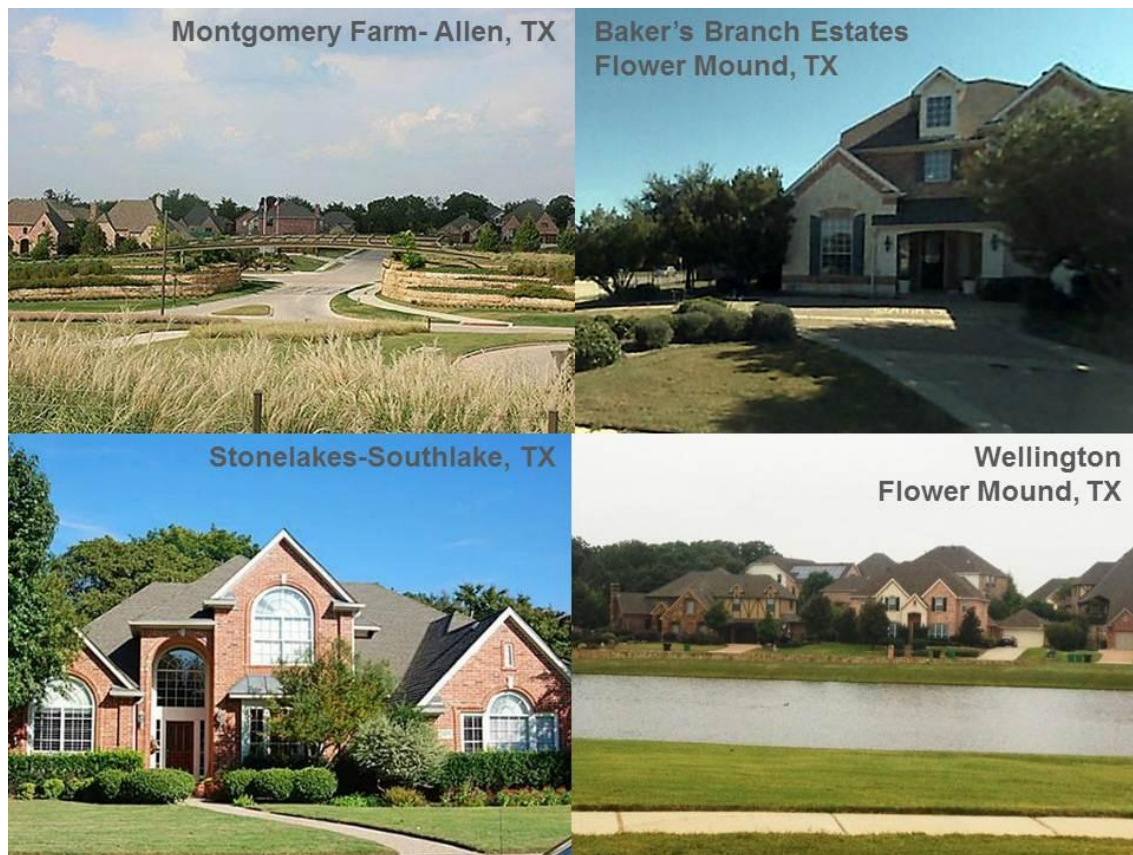 Montgomery Farm- Allen, TX
Baker's Branch Estates
Flower Mound, TX
Stonelakes-Southlake, TX
Wellington
Flower Mound, TX